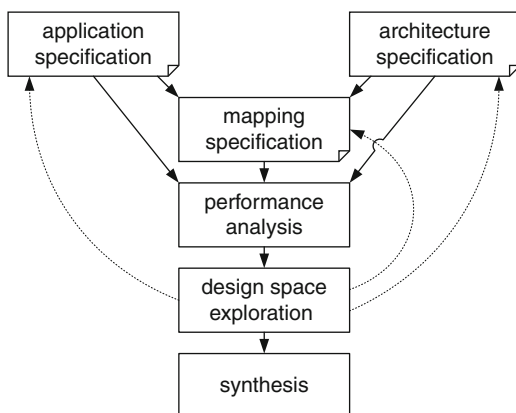 application
specification
architecture
specification
mapping
specification
performance
analysis
design space
exploration
synthesis